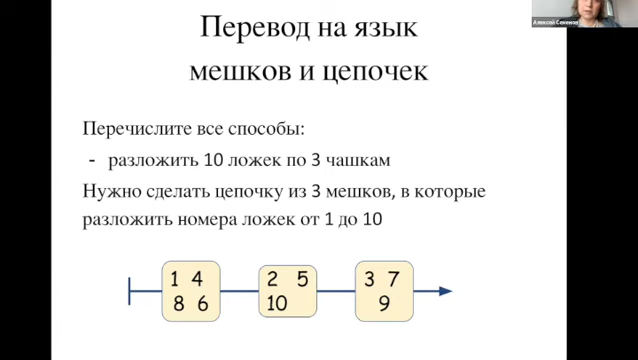 Алексей Семенов
Перевод на язык
мешков и цепочек
Перечислите все способы:
- разложить 10 ложек по 3 чашкам
Нужно сделать цепочку из 3 мешков, в которые
разложить номера ложек от 1 до 10
1 4 2 5 3 7
8 6 10 9